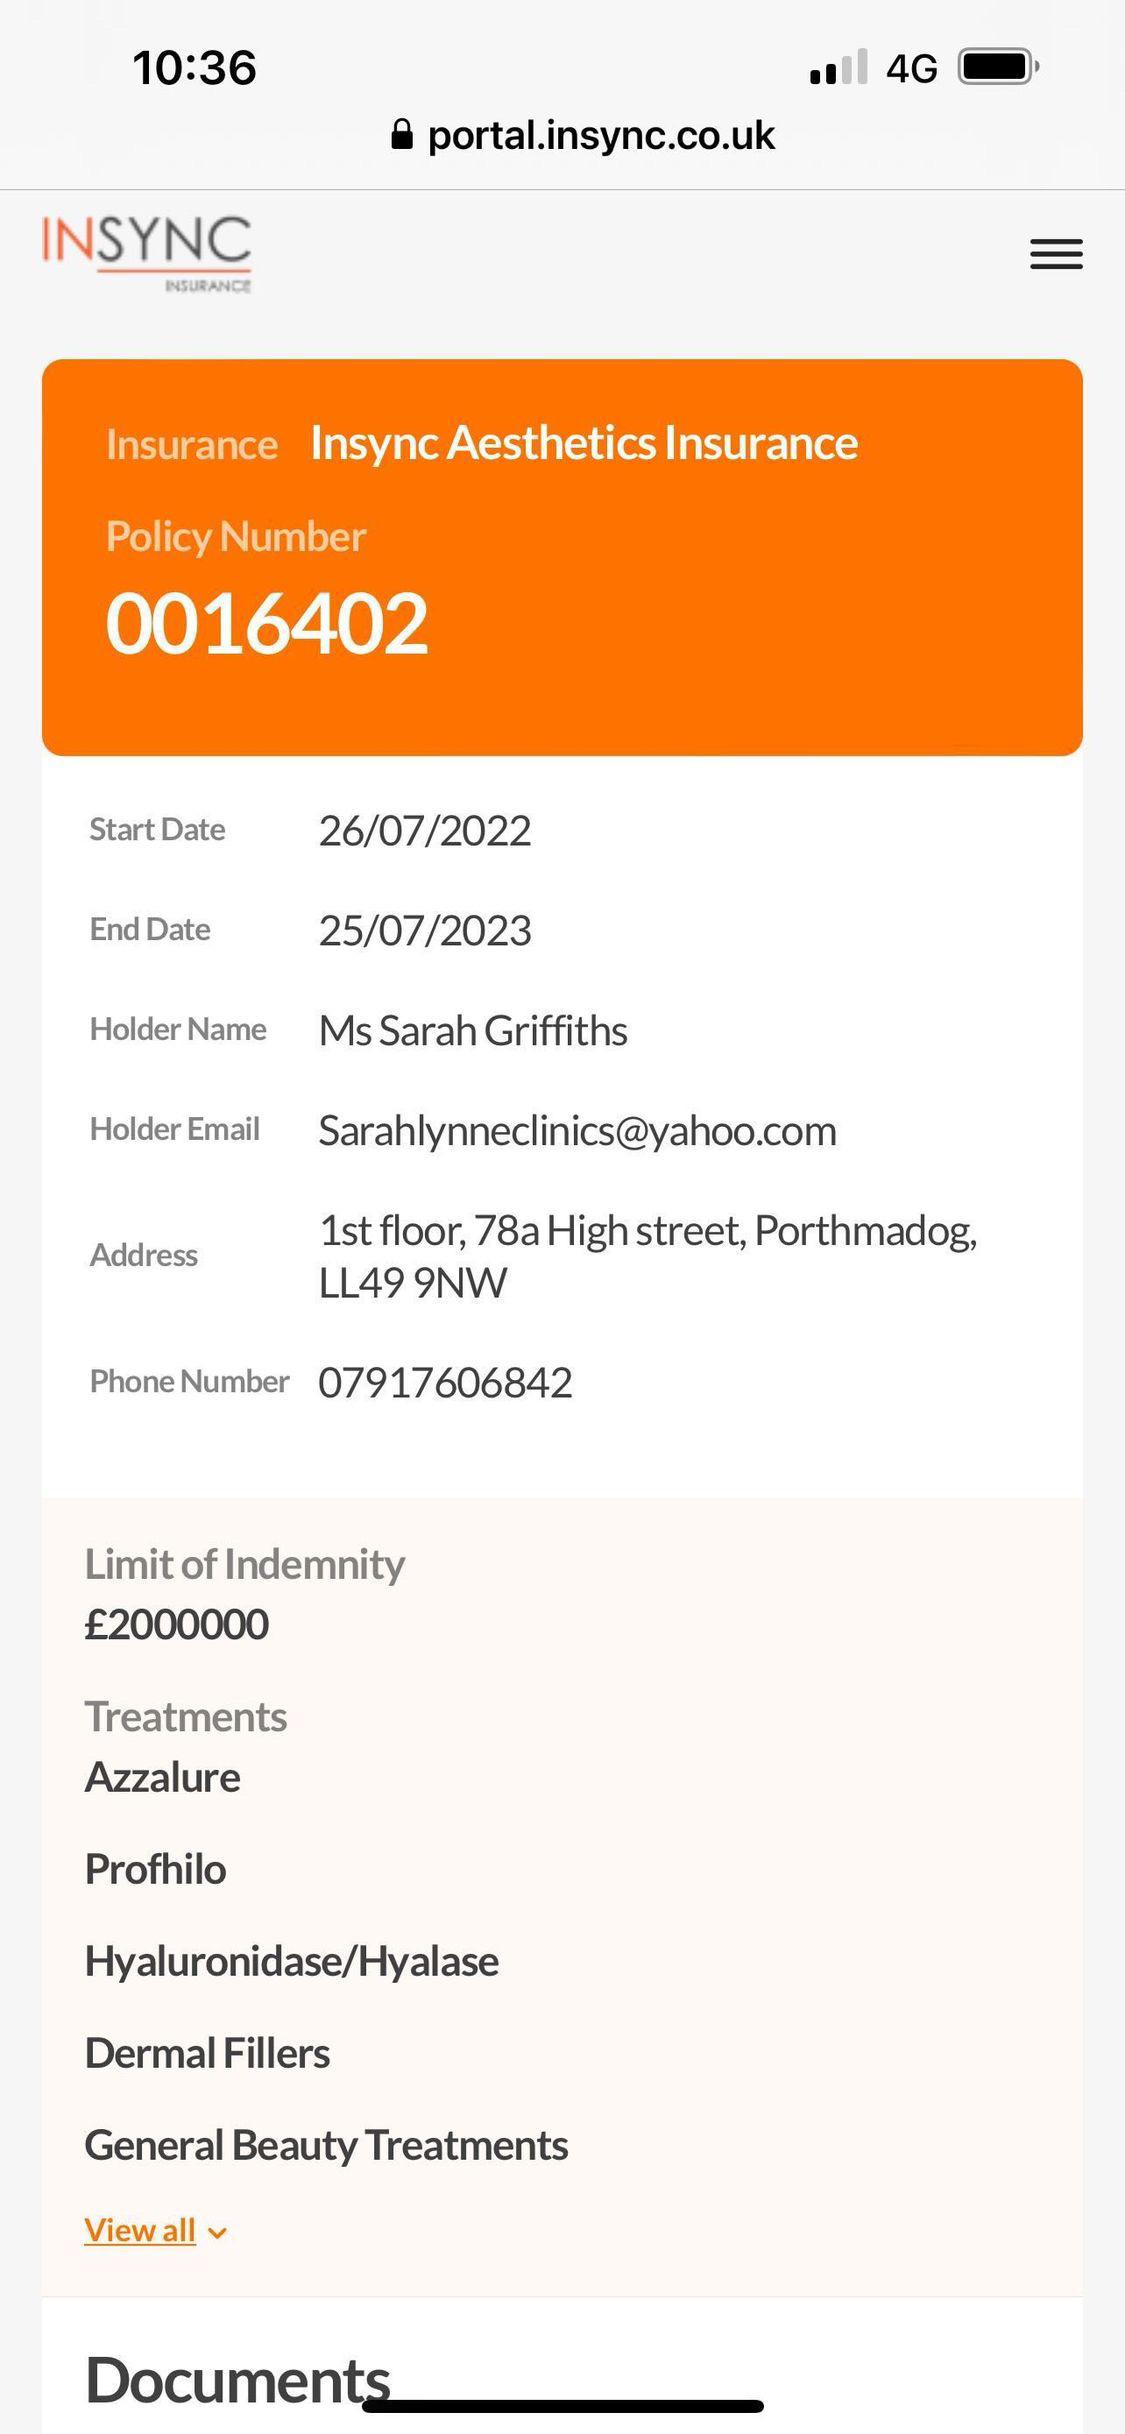 10:36
4G
portal.insync.co.uk
INSYNC
INSURANCE
Insurance Insync Aesthetics Insurance
Policy Number
0016402
Start Date 26/07/2022
End Date 25/07/2023
Holder Name Ms Sarah Griffiths
Holder Email Sarahlynneclinics@yahoo.com
Address 1st floor, 78a High street, Porthmadog,
LL49 9NW
Phone Number 07917606842
Limit of Indemnity
£2000000
Treatments
Azzalure
Profhilo
Hyaluronidase/Hyalase
Dermal Fillers
General Beauty Treatments
View all
Documents